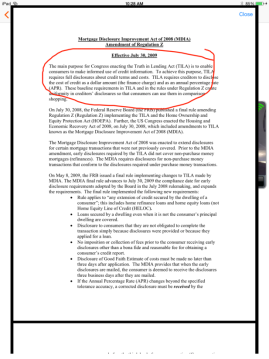 iPad
10:28 AM
Close
Mortgage Disclosure Improvement Act of 2008 (MDIA)
Amendment of Regulation Z
Effective July 30, 2009
The main purpose for Congress enacting the Truth in Lending Act (TILA) is to enable
consumers to make informed use of credit information. To achieve this purpose, TILA
requires full disclosures about credit terms and costs. TILA requires creditors to disclose
the cost of credit as a dollar amount (the finance charge) and as an annual percentage rate
(APR). These baseline requirements to TILA and in the rules under Regulation Z create
uniformity in creditors' disclosures so that consumers can use them in comparison
shopping.
On July 30, 2008, the Federal Reserve Board and FRB published a final rule amending
Regulation Z (Regulation Z) implementing the TILA and the Home Ownership and
Equity Protection Act (HOEPA). Further, the US Congress enacted the Housing and
Economic Recovery Act of 2008, on July 30, 2008, which included amendments to TILA
known as the Mortgage Disclosure Improvement Act of 2008 (MDIA).
The Mortgage Disclosure Improvement Act of 2008 was enacted to extend disclosures
for certain mortgage transactions that were not previously covered. Prior to the MDIA
amendment, early disclosures required by the TILA did not cover non-purchase money
mortgages (refinances). The MDIA requires disclosures for non-purchase money
transactions that conform to the disclosures required under purchase money transactions.
On May 8, 2009, the FRB issued a final rule implementing changes to TILA made by
MDIA. The MDIA final rule advances to July 30, 2009 the compliance date for early
disclosure requirements adopted by the Board in the July 2008 rulemaking, and expands
the requirements. The final rule implemented the following new requirements:
• Rule applies to "any extension of credit secured by the dwelling of a
consumer"; this includes home refinance loans and home equity loans (not
Home Equity Line of Credit (HELOC).
• Loans secured by a dwelling even when it is not the consumer's principal
dwelling are covered.
• Disclosure to consumers that they are not obligated to complete the
transaction simply because disclosures were provided or because they
applied for a loan.
• No imposition or collection of fees prior to the consumer receiving early
disclosures other than a bona fide and reasonable fee for obtaining a
consumer's credit report.
• Disclosure of Good Faith Estimate of costs must be made no later than
three days after application. The MDIA provides that when the early
disclosures are mailed, the consumer is deemed to receive the disclosures
three business days after they are mailed.
• If the Annual Percentage Rate (APR) changes beyond the specified
tolerance accuracy, a corrected disclosure must be received by the